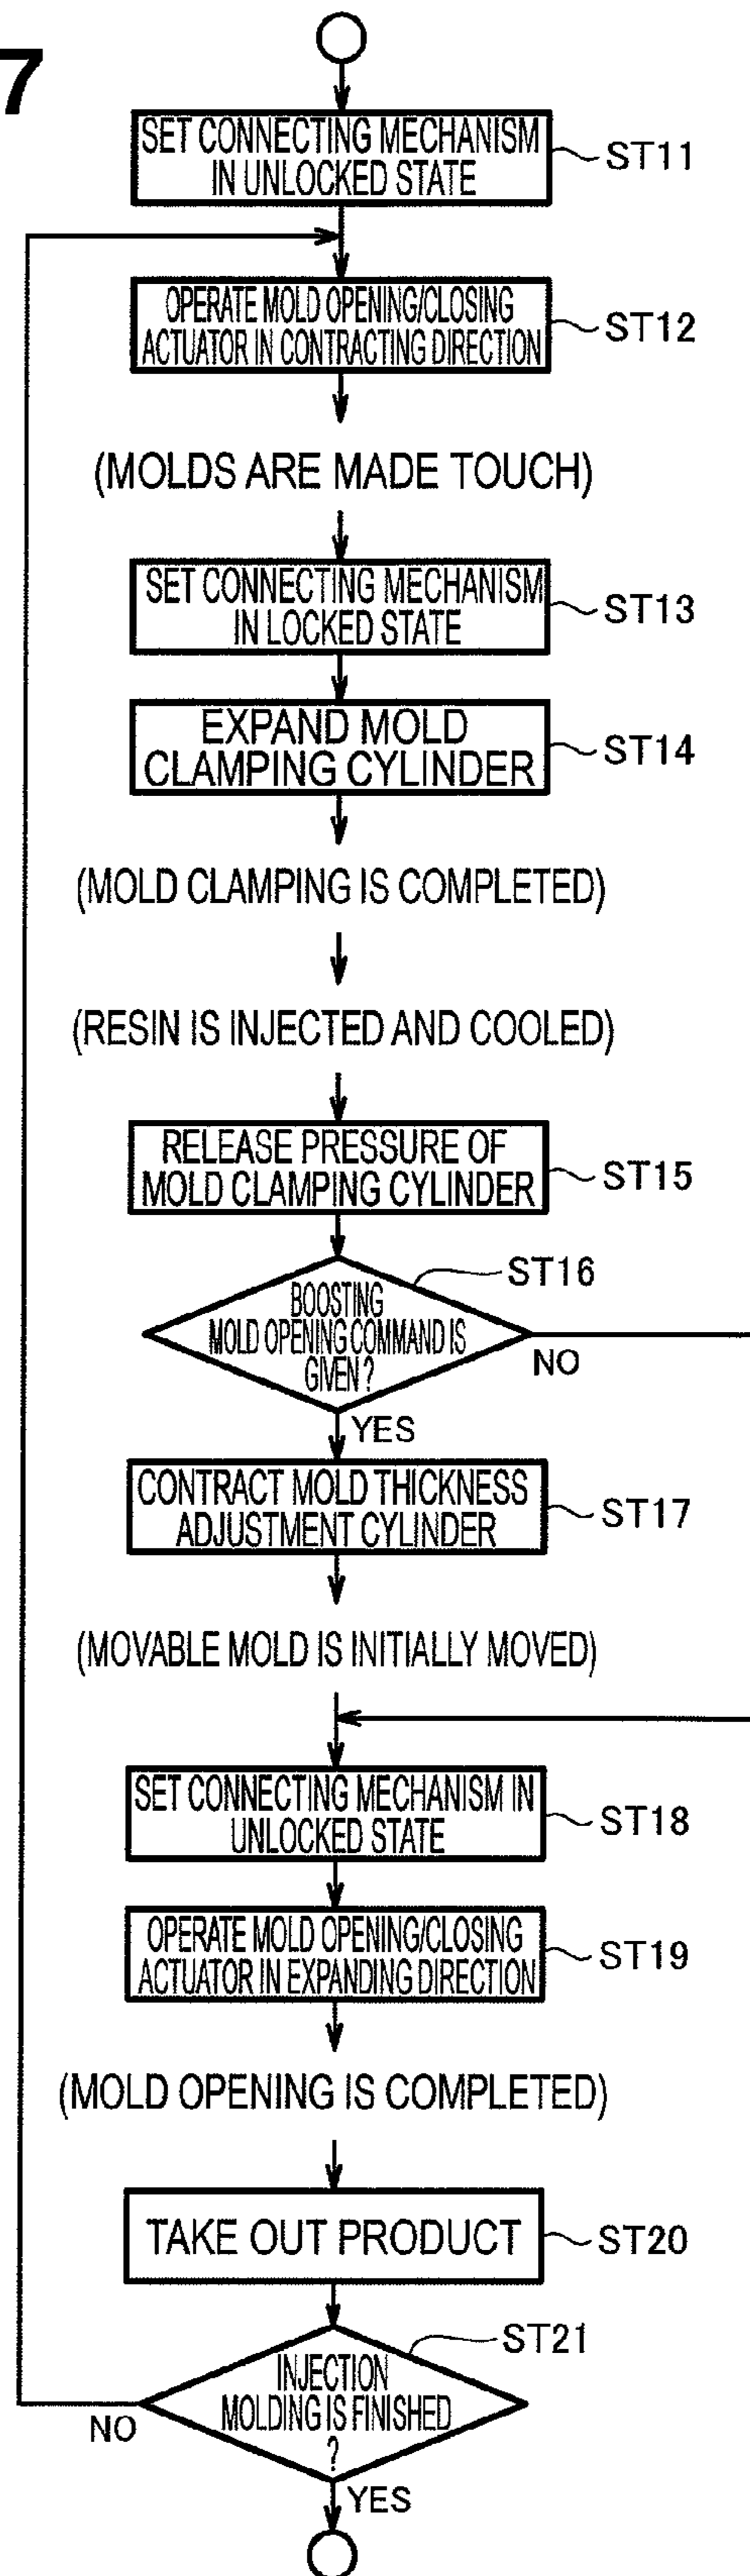 7
SET CONNECTING MECHANISM
IN UNLOCKED STATE
ST11
OPERATE MOLD OPENING/CLOSING
ACTUATOR IN CONTRACTING DIRECTION
ST12
(MOLDS ARE MADE TOUCH)
SET CONNECTING MECHANISM
IN LOCKED STATE
ST13
EXPAND MOLD
CLAMPING CYLINDER
ST14
(MOLD CLAMPING IS COMPLETED)
(RESIN IS INJECTED AND COOLED)
RELEASE PRESSURE OF
MOLD CLAMPING CYLINDER
ST15
ST16
BOOSTING
MOLD OPENING COMMAND IS
GIVEN ?
NO
YES
CONTRACT MOLD THICKNESS
ADJUSTMENT CYLINDER
ST17
(MOVABLE MOLD IS INITIALLY MOVED)
SET CONNECTING MECHANISM IN
UNLOCKED STATE
ST18
OPERATE MOLD OPENING/CLOSING
ACTUATOR IN EXPANDING DIRECTION
ST19
(MOLD OPENING IS COMPLETED)
TAKE OUT PRODUCT
ST20
ST21
INJECTION
MOLDING IS FINISHED
?
NO
YES